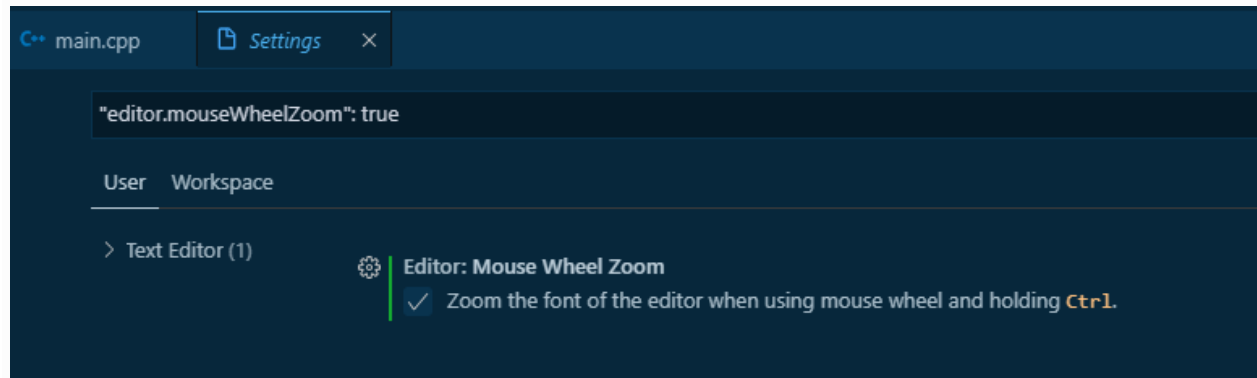 C++ main.cpp Settings
"editor.mouseWheelZoom": true
User Workspace
Text Editor (1)
Editor: Mouse Wheel Zoom
Zoom the font of the editor when using mouse wheel and holding Ctrl.